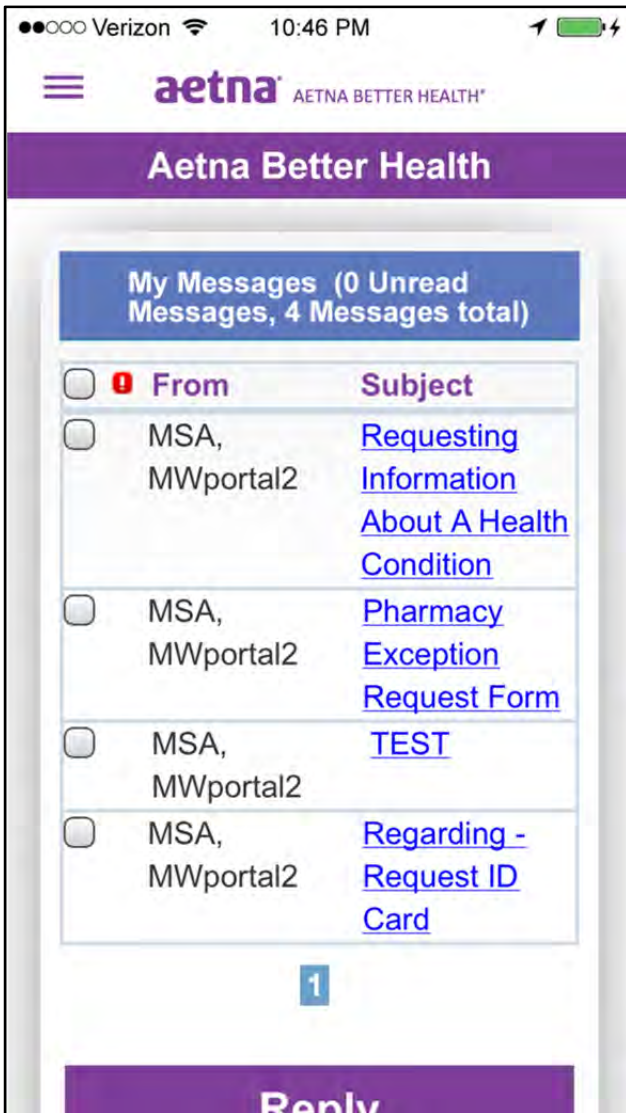 Verizon 10:46 PM
aetna AETNA BETTER HEALTH®
Aetna Better Health
My Messages (0 Unread
Messages, 4 Messages total)
From Subject
MSA, Requesting
MWportal2 Information
About A Health
Condition
MSA, Pharmacy
MWportal2 Exception
Request Form
MSA, TEST
MWportal2
MSA, Regarding -
MWportal2 Request ID
Card
1
Reply